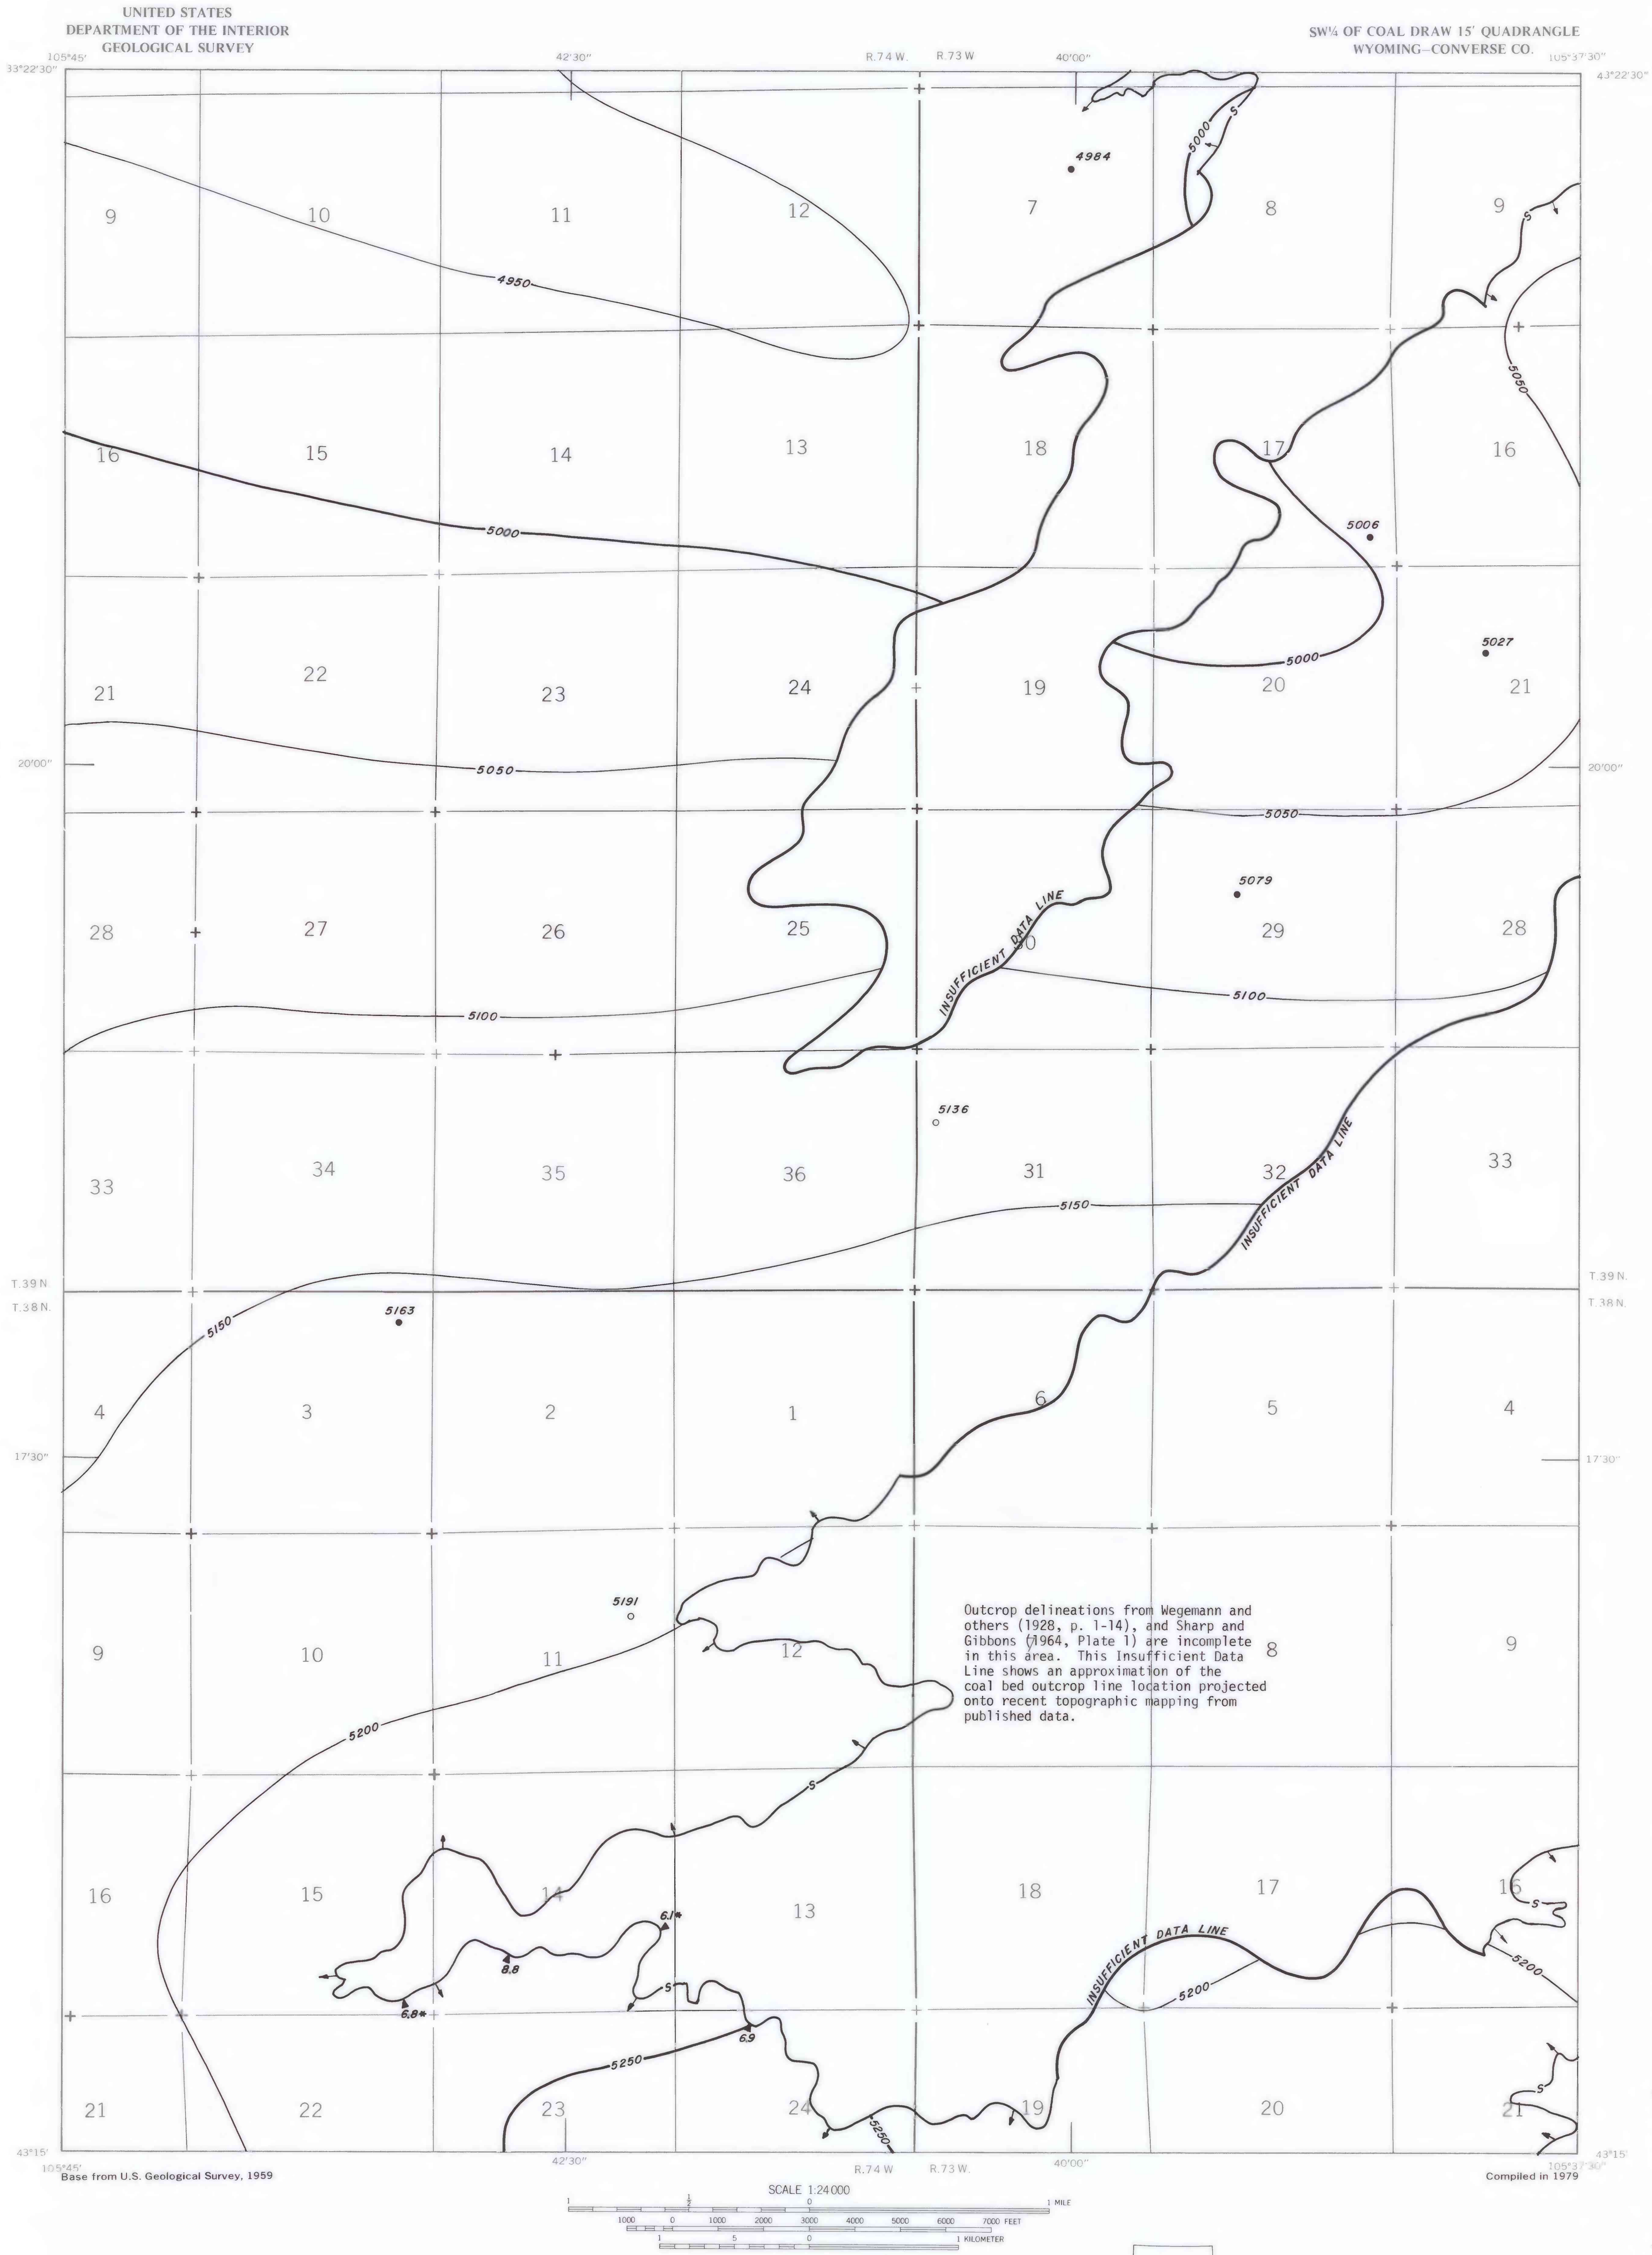 UNITED STATES
DEPARTMENT OF THE INTERIOR
GEOLOGICAL SURVEY
SW¼ OF COAL DRAW 15' QUADRANGLE
WYOMING–CONVERSE CO.
105°45' 42'30" R.74 W. R.73 W 40'00" 105°37'30"
43°22'30" 43°22'30"
5000 S
4984
9 10 11 12 7 8 9
S
4950
5050
16 15 14 13 18 17 16
5006
5000
5027
5000
21 22 23 24 19 20 21
20'00" 5050 20'00"
5050
5079
INSUFFICIENT DATA LINE
28 27 26 25 30 29 28
5100
5100
5136
INSUFFICIENT DATA LINE
33 34 35 36 31 32 33
5150
T.39 N T.39 N.
T.38 N. T.38 N.
5163
5150
4 3 2 1 6 5 4
17'30" 17'30"
5191
Outcrop delineations from Wegemann and
others (1928, p. 1-14), and Sharp and
Gibbons (1964, Plate 1) are incomplete
in this area. This Insufficient Data
Line shows an approximation of the
coal bed outcrop line location projected
onto recent topographic mapping from
published data.
9 10 11 12 8 9
5200
S
16 15 14 13 18 17 16
S
6.1*
INSUFFICIENT DATA LINE
8.8
5200
S
5200
6.8*
6.9
5250
S
21 22 23 24 19 20 21
5250
43°15' 43°15'
105°45' 42'30" R.74 W R.73 W. 40'00" 105°37'30"
Base from U.S. Geological Survey, 1959
Compiled in 1979
SCALE 1:24000
1 ½ 0 1 MILE
1000 0 1000 2000 3000 4000 5000 6000 7000 FEET
1 5 0 1 KILOMETER